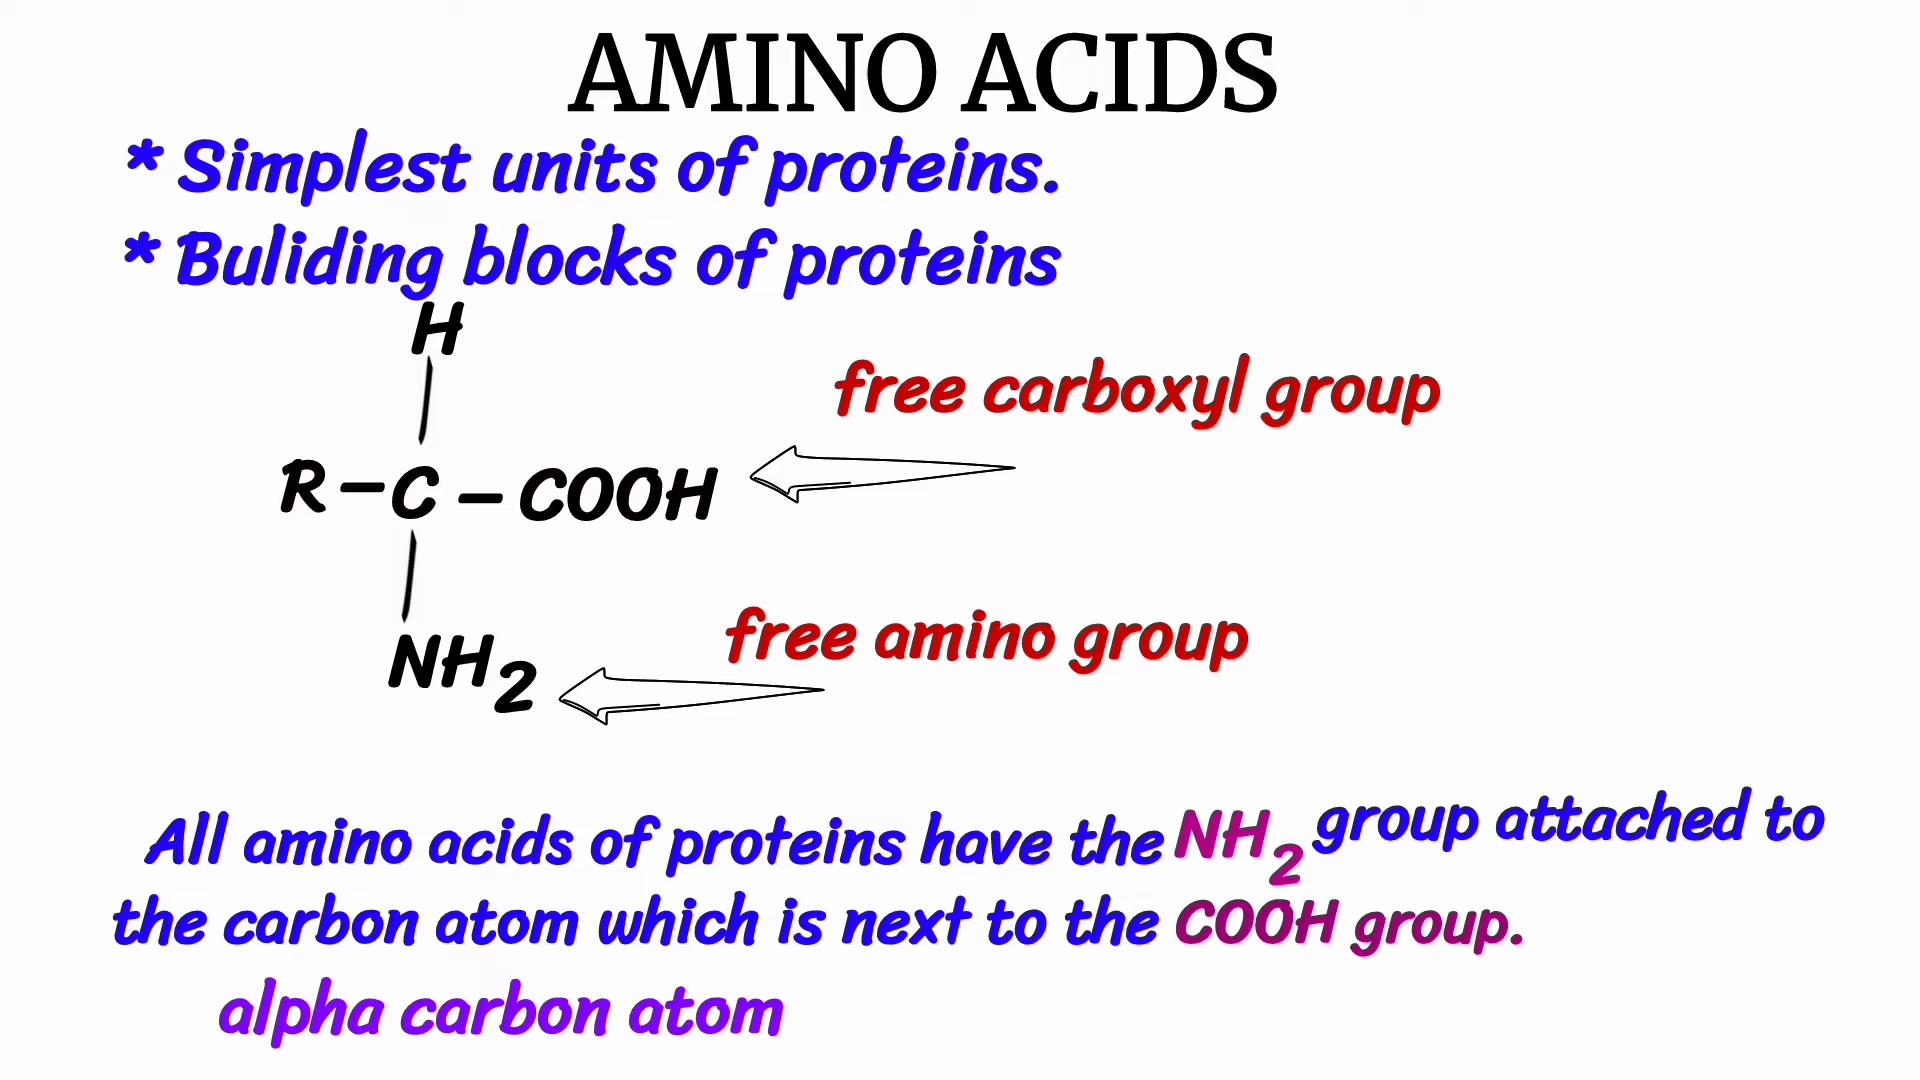 AMINO ACIDS
* Simplest units of proteins.
* Buliding blocks of proteins
H
free carboxyl group
R – C – COOH
free amino group
NH2
All amino acids of proteins have the NH2 group attached to
the carbon atom which is next to the COOH group.
alpha carbon atom